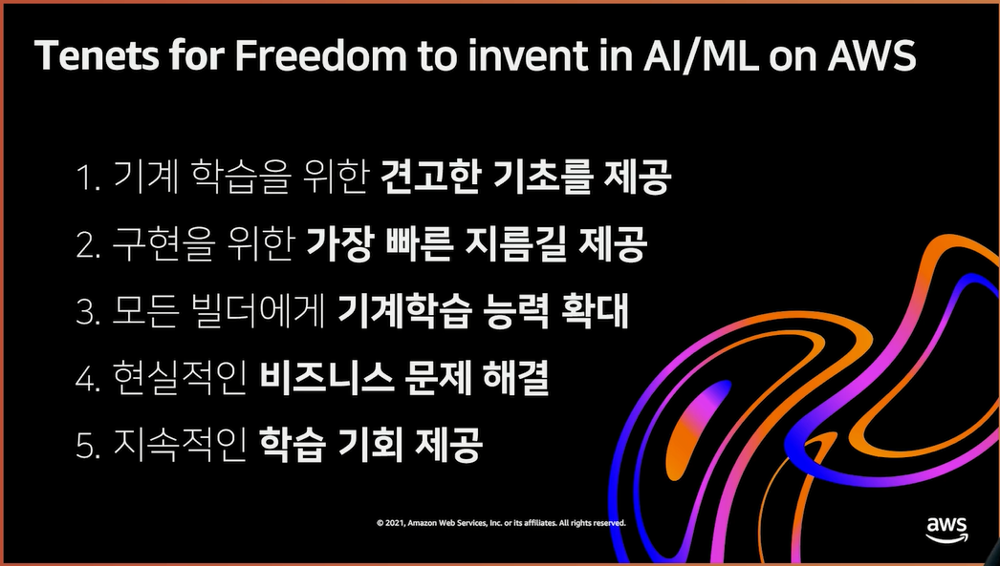 Tenets for Freedom to invent in AI/ML on AWS
1. 기계 학습을 위한 견고한 기초를 제공
2. 구현을 위한 가장 빠른 지름길 제공
3. 모든 빌더에게 기계학습 능력 확대
4. 현실적인 비즈니스 문제 해결
5. 지속적인 학습 기회 제공
© 2021, Amazon Web Services, Inc. or its affiliates. All rights reserved.
aws